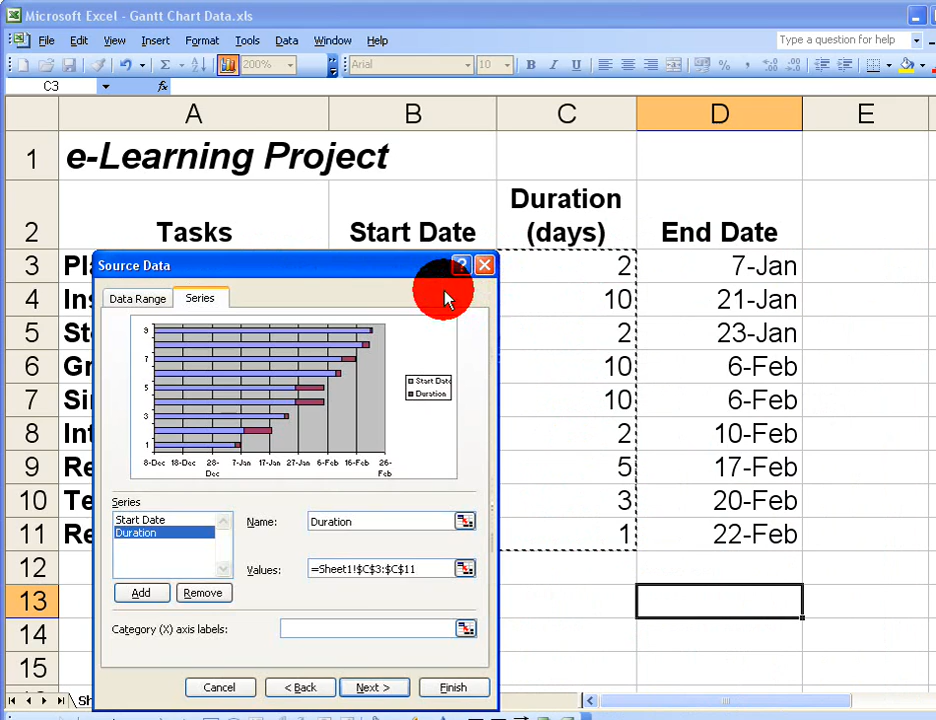 Microsoft Excel - Gantt Chart Data.xls
File Edit View Insert Format Tools Data Window Help
Type a question for help
200% Arial 10 B I U $ %
C3 fx
A B C D E
1 e-Learning Project
2 Tasks Start Date Duration (days) End Date
3 2 7-Jan
4 10 21-Jan
5 2 23-Jan
6 10 6-Feb
7 10 6-Feb
8 2 10-Feb
9 5 17-Feb
10 3 20-Feb
11 1 22-Feb
12
13
14
15
Source Data
Data Range Series
9
7
5
3
1
8-Dec 18-Dec 28-Dec 7-Jan 17-Jan 27-Jan 6-Feb 16-Feb 26-Feb
Start Date
Duration
Series
Start Date
Duration
Name: Duration
Values: =Sheet1!$C$3:$C$11
Add Remove
Category (X) axis labels:
Cancel < Back Next > Finish